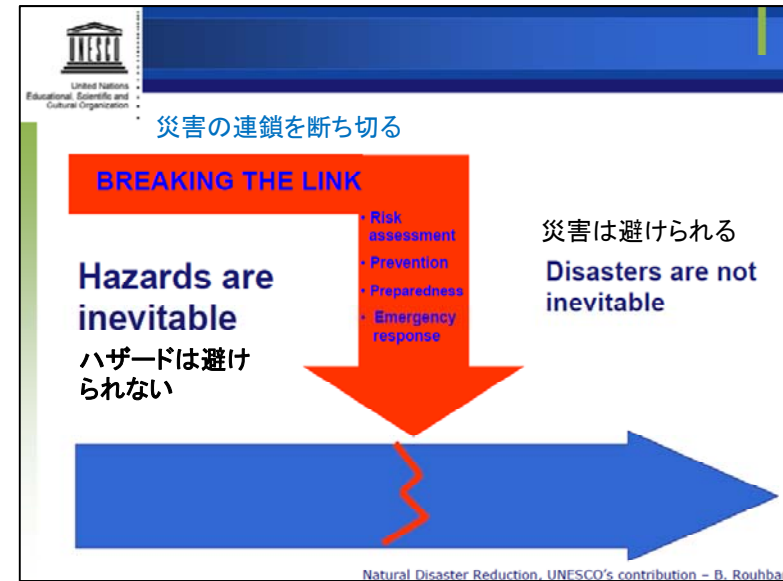 UNESCO
United Nations
Educational, Scientific and
Cultural Organization
災害の連鎖を断ち切る
BREAKING THE LINK
• Risk
assessment
• Prevention
• Preparedness
• Emergency
response
Hazards are
inevitable
ハザードは避け
られない
災害は避けられる
Disasters are not
inevitable
Natural Disaster Reduction, UNESCO's contribution – B. Rouhba